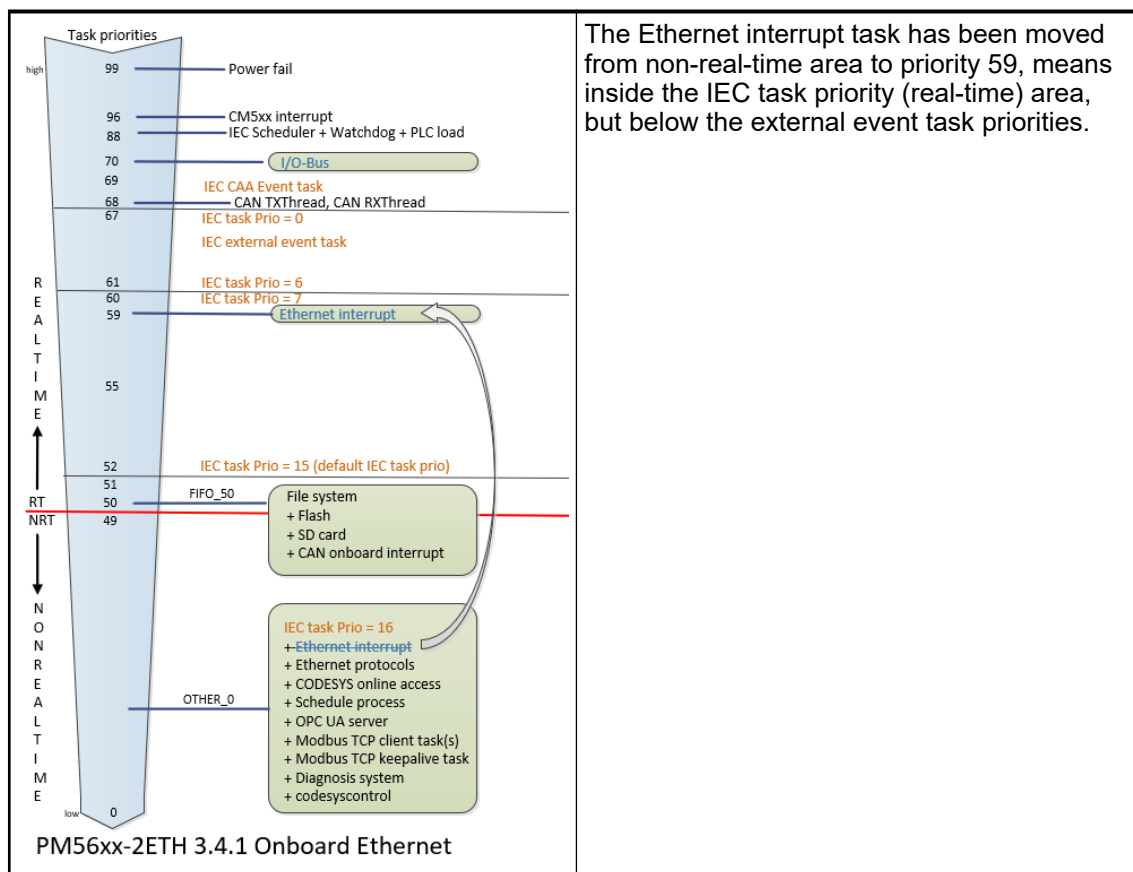 Task priorities
high
99
Power fail
96
CM5xx interrupt
88
IEC Scheduler + Watchdog + PLC load
70
I/O-Bus
69
IEC CAA Event task
68
CAN TXThread, CAN RXThread
67
IEC task Prio = 0
IEC external event task
61
IEC task Prio = 6
60
IEC task Prio = 7
59
Ethernet interrupt
REALTIME
55
52
IEC task Prio = 15 (default IEC task prio)
51
RT
50
FIFO_50
File system
+ Flash
+ SD card
+ CAN onboard interrupt
NRT
49
NONREALTIME
OTHER_0
IEC task Prio = 16
+ Ethernet interrupt
+ Ethernet protocols
+ CODESYS online access
+ Schedule process
+ OPC UA server
+ Modbus TCP client task(s)
+ Modbus TCP keepalive task
+ Diagnosis system
+ codesyscontrol
low
0
PM56xx-2ETH 3.4.1 Onboard Ethernet
The Ethernet interrupt task has been moved
from non-real-time area to priority 59, means
inside the IEC task priority (real-time) area,
but below the external event task priorities.